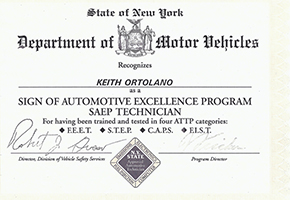 State of New York
Department of Motor Vehicles
Recognizes
KEITH ORTOLANO
as a
SIGN OF AUTOMOTIVE EXCELLENCE PROGRAM
SAEP TECHNICIAN
For having been trained and tested in four ATTP categories:
◆ F.E.E.T. ◆ S.T.E.P. ◆ C.A.P.S. ◆ F.I.S.T.
Director, Division of Vehicle Safety Services
Program Director
N.Y.
STATE